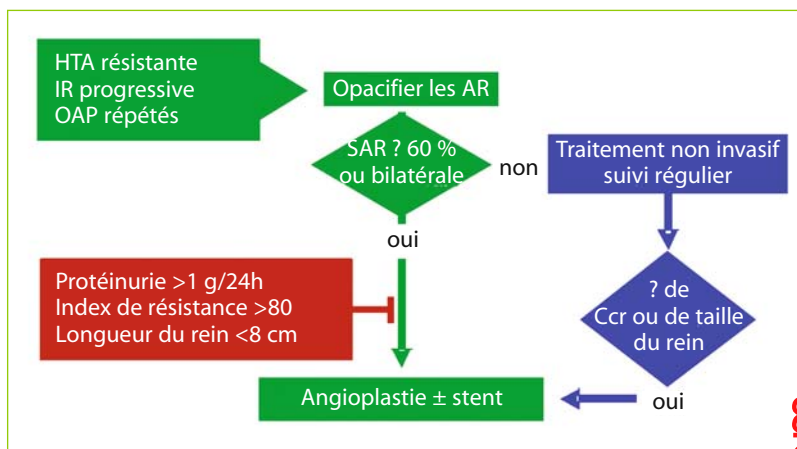 HTA résistante
IR progressive
OAP répétés
Opacifier les AR
SAR ? 60 %
ou bilatérale
non
Traitement non invasif
suivi régulier
oui
Protéinurie >1 g/24h
Index de résistance >80
Longueur du rein <8 cm
? de
Ccr ou de taille
du rein
Angioplastie ± stent
oui